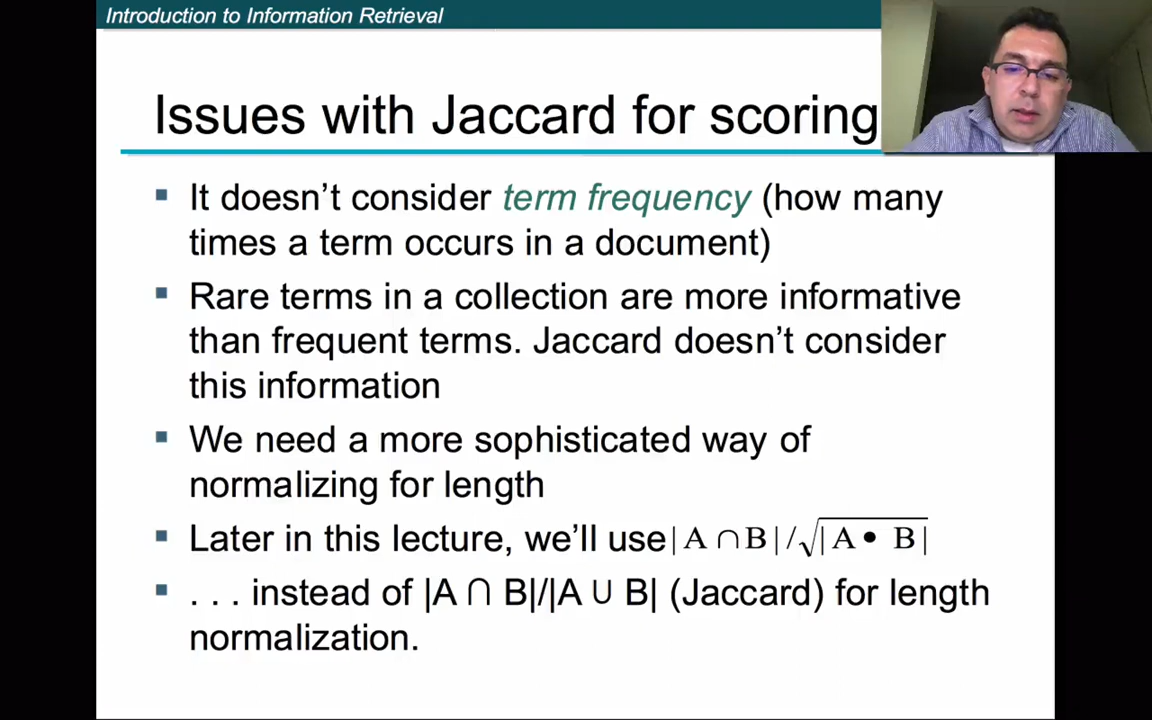 Introduction to Information Retrieval
Issues with Jaccard for scoring
▪ It doesn’t consider term frequency (how many
times a term occurs in a document)
▪ Rare terms in a collection are more informative
than frequent terms. Jaccard doesn’t consider
this information
▪ We need a more sophisticated way of
normalizing for length
▪ Later in this lecture, we’ll use | A ∩ B | / √| A • B |
▪ . . . instead of |A ∩ B|/|A ∪ B| (Jaccard) for length
normalization.